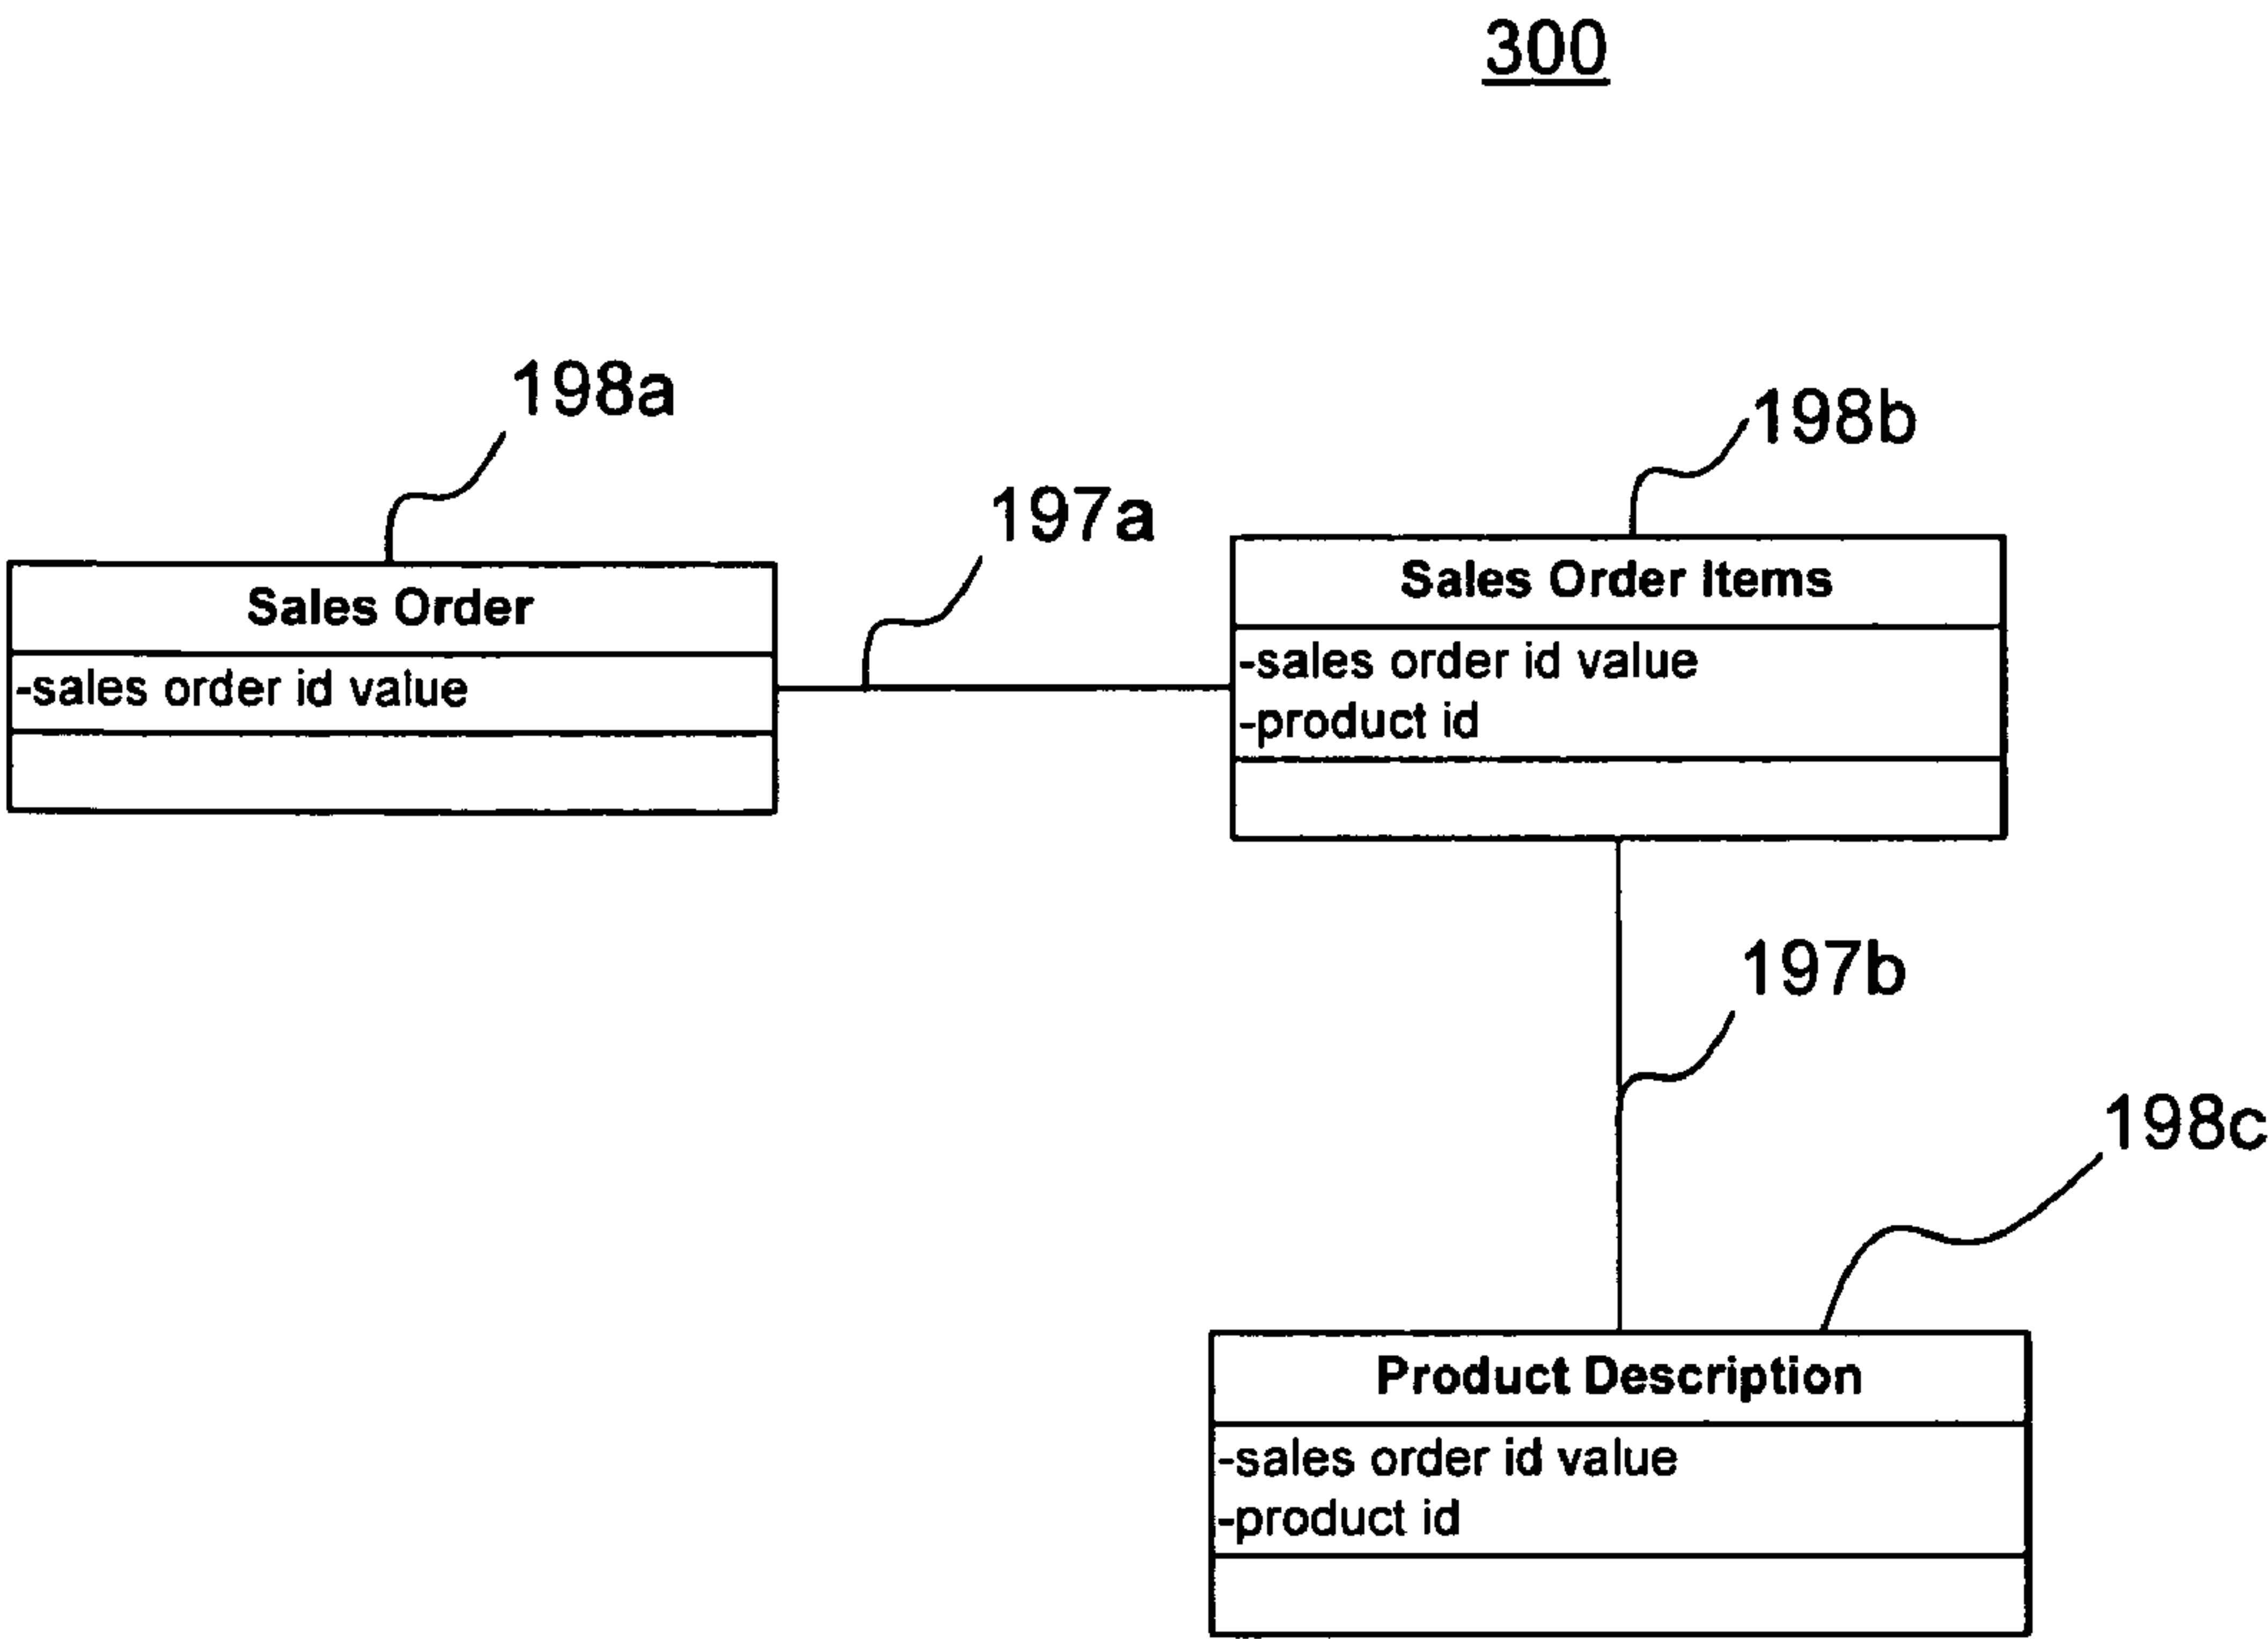 300
198a
198b
197a
Sales Order
-sales order id value
Sales Order Items
-sales order id value
-product id
197b
198c
Product Description
-sales order id value
-product id